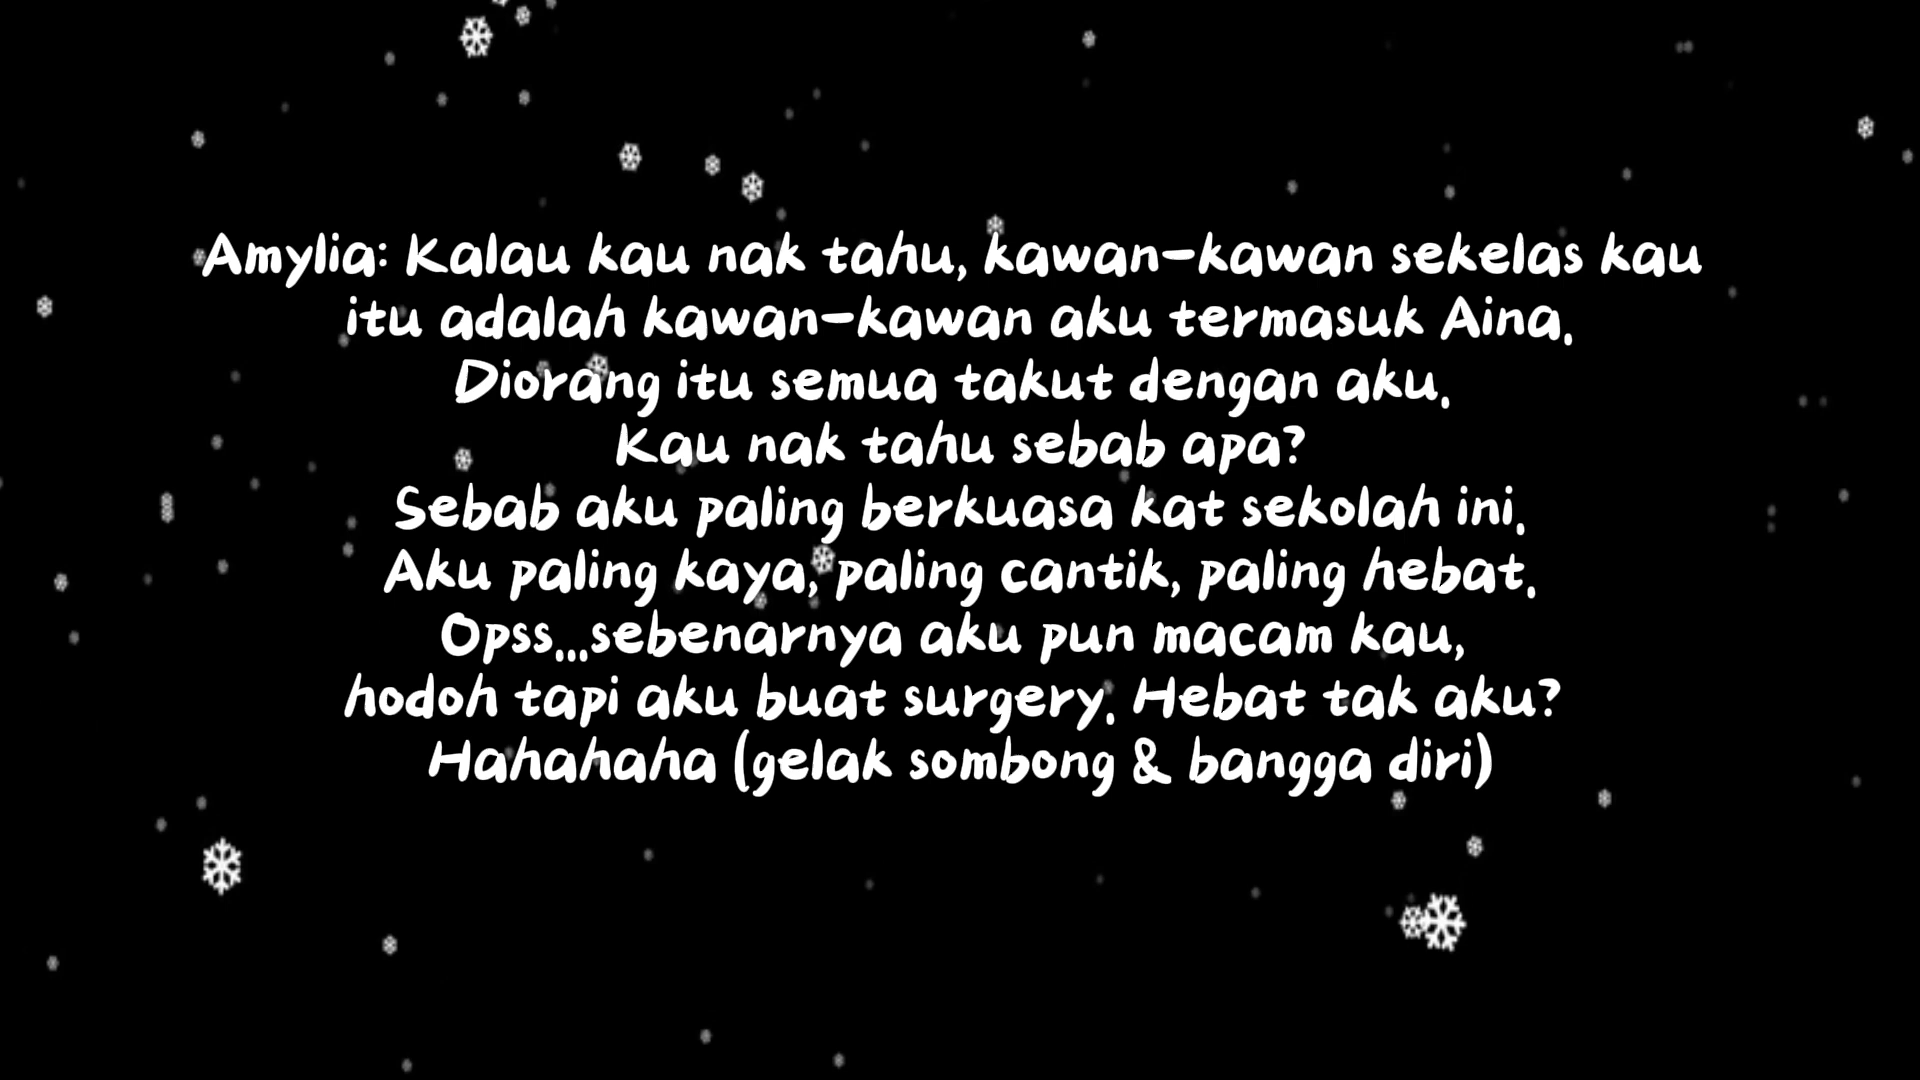 Amylia: Kalau kau nak tahu, kawan-kawan sekelas kau
itu adalah kawan-kawan aku termasuk Aina.
Diorang itu semua takut dengan aku.
Kau nak tahu sebab apa?
Sebab aku paling berkuasa kat sekolah ini.
Aku paling kaya, paling cantik, paling hebat.
Opss...sebenarnya aku pun macam kau,
hodoh tapi aku buat surgery. Hebat tak aku?
Hahahaha (gelak sombong & bangga diri)